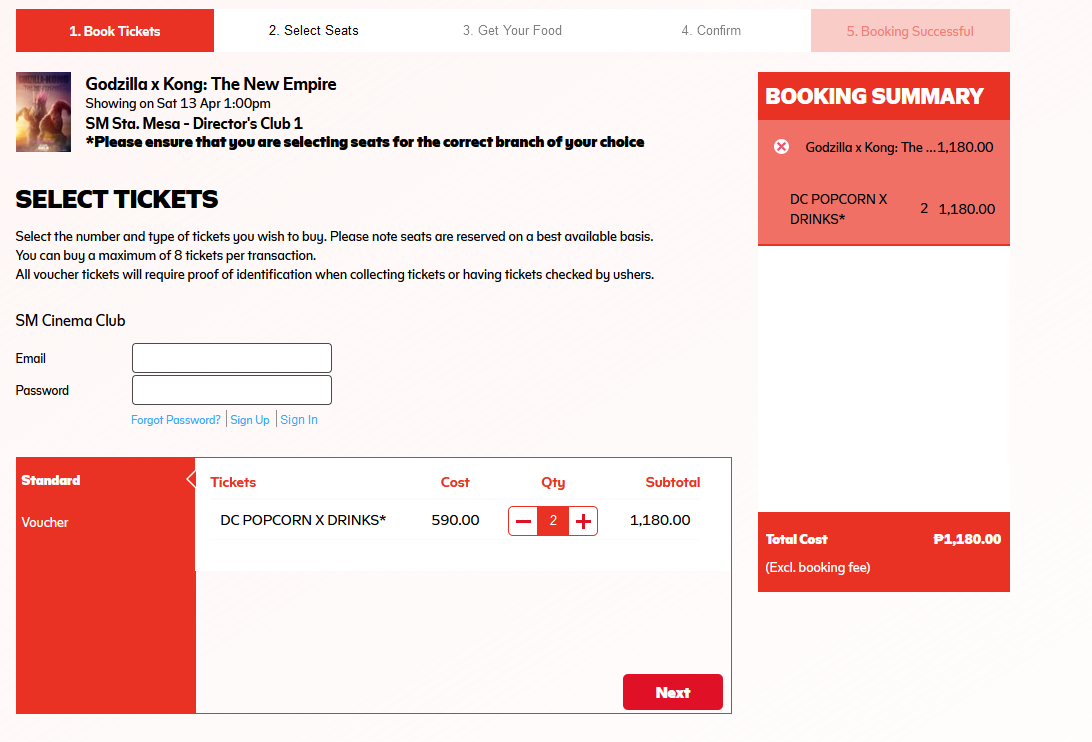 1. Book Tickets
2. Select Seats
3. Get Your Food
4. Confirm
5. Booking Successful
Godzilla x Kong: The New Empire
Showing on Sat 13 Apr 1:00pm
SM Sta. Mesa - Director's Club 1
*Please ensure that you are selecting seats for the correct branch of your choice
SELECT TICKETS
Select the number and type of tickets you wish to buy. Please note seats are reserved on a best available basis.
You can buy a maximum of 8 tickets per transaction.
All voucher tickets will require proof of identification when collecting tickets or having tickets checked by ushers.
SM Cinema Club
Email
Password
Forgot Password? Sign Up Sign In
Standard
Voucher
Tickets Cost Qty Subtotal
DC POPCORN X DRINKS* 590.00 2 1,180.00
Next
BOOKING SUMMARY
Godzilla x Kong: The ...1,180.00
DC POPCORN X
DRINKS*
2 1,180.00
Total Cost ₱1,180.00
(Excl. booking fee)